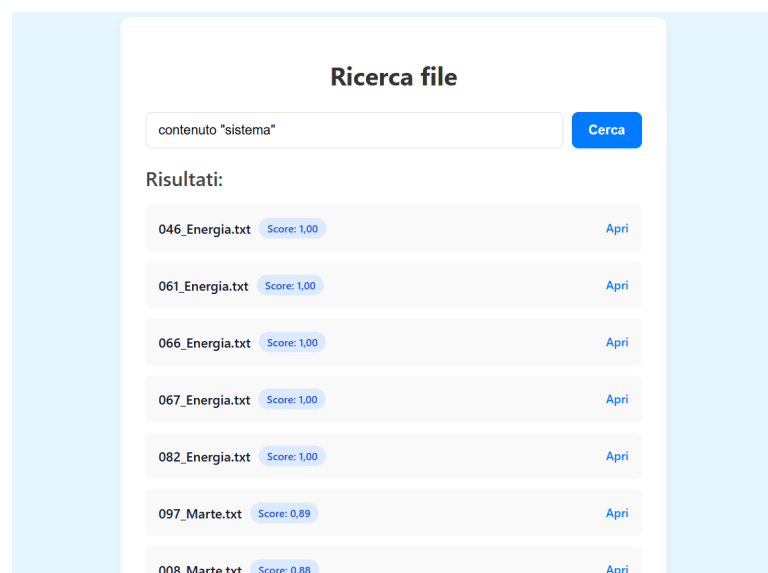 Ricerca file
contenuto "sistema" Cerca
Risultati:
046_Energia.txt Score: 1,00 Apri
061_Energia.txt Score: 1,00 Apri
066_Energia.txt Score: 1,00 Apri
067_Energia.txt Score: 1,00 Apri
082_Energia.txt Score: 1,00 Apri
097_Marte.txt Score: 0,89 Apri
008_Marte.txt Score: 0,88 Apri